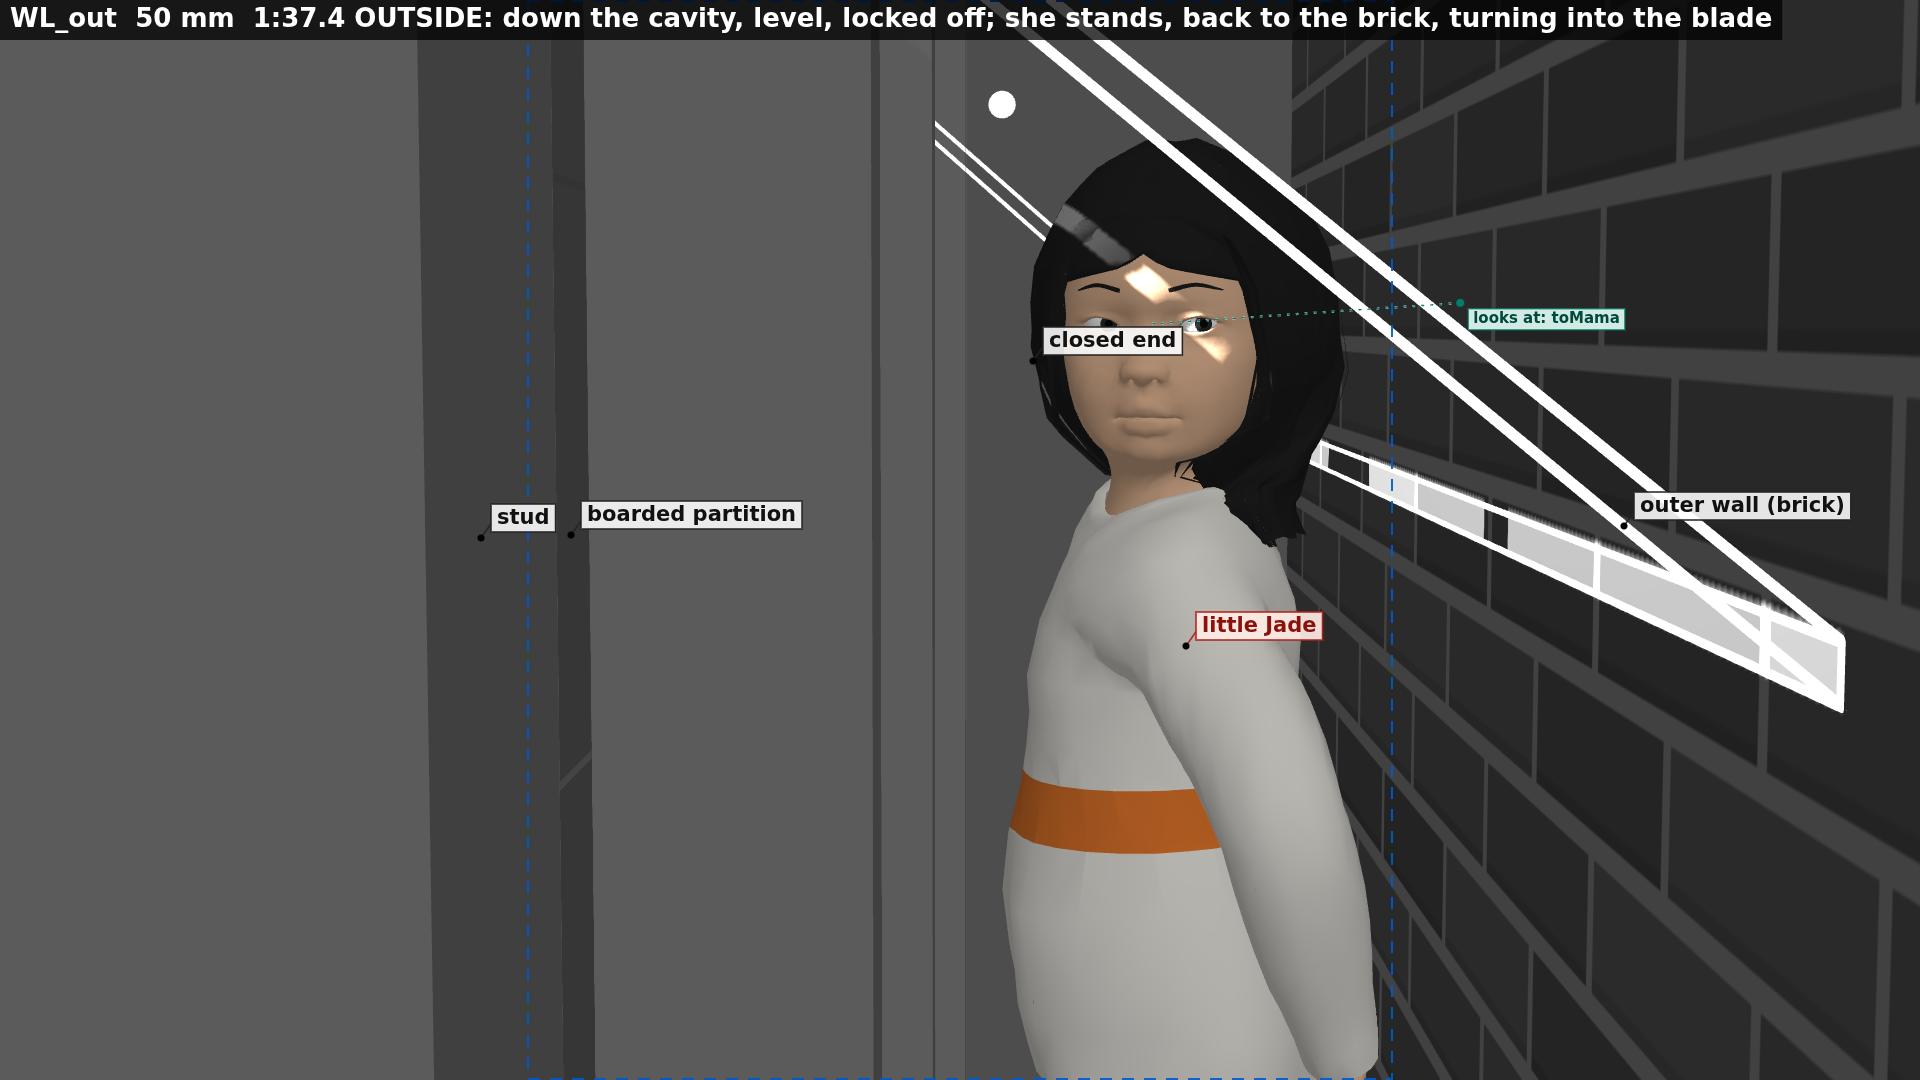 WL_out  50 mm  1:37.4 OUTSIDE: down the cavity, level, locked off; she stands, back to the brick, turning into the blade
looks at: toMama
closed end
outer wall (brick)
stud
boarded partition
little Jade